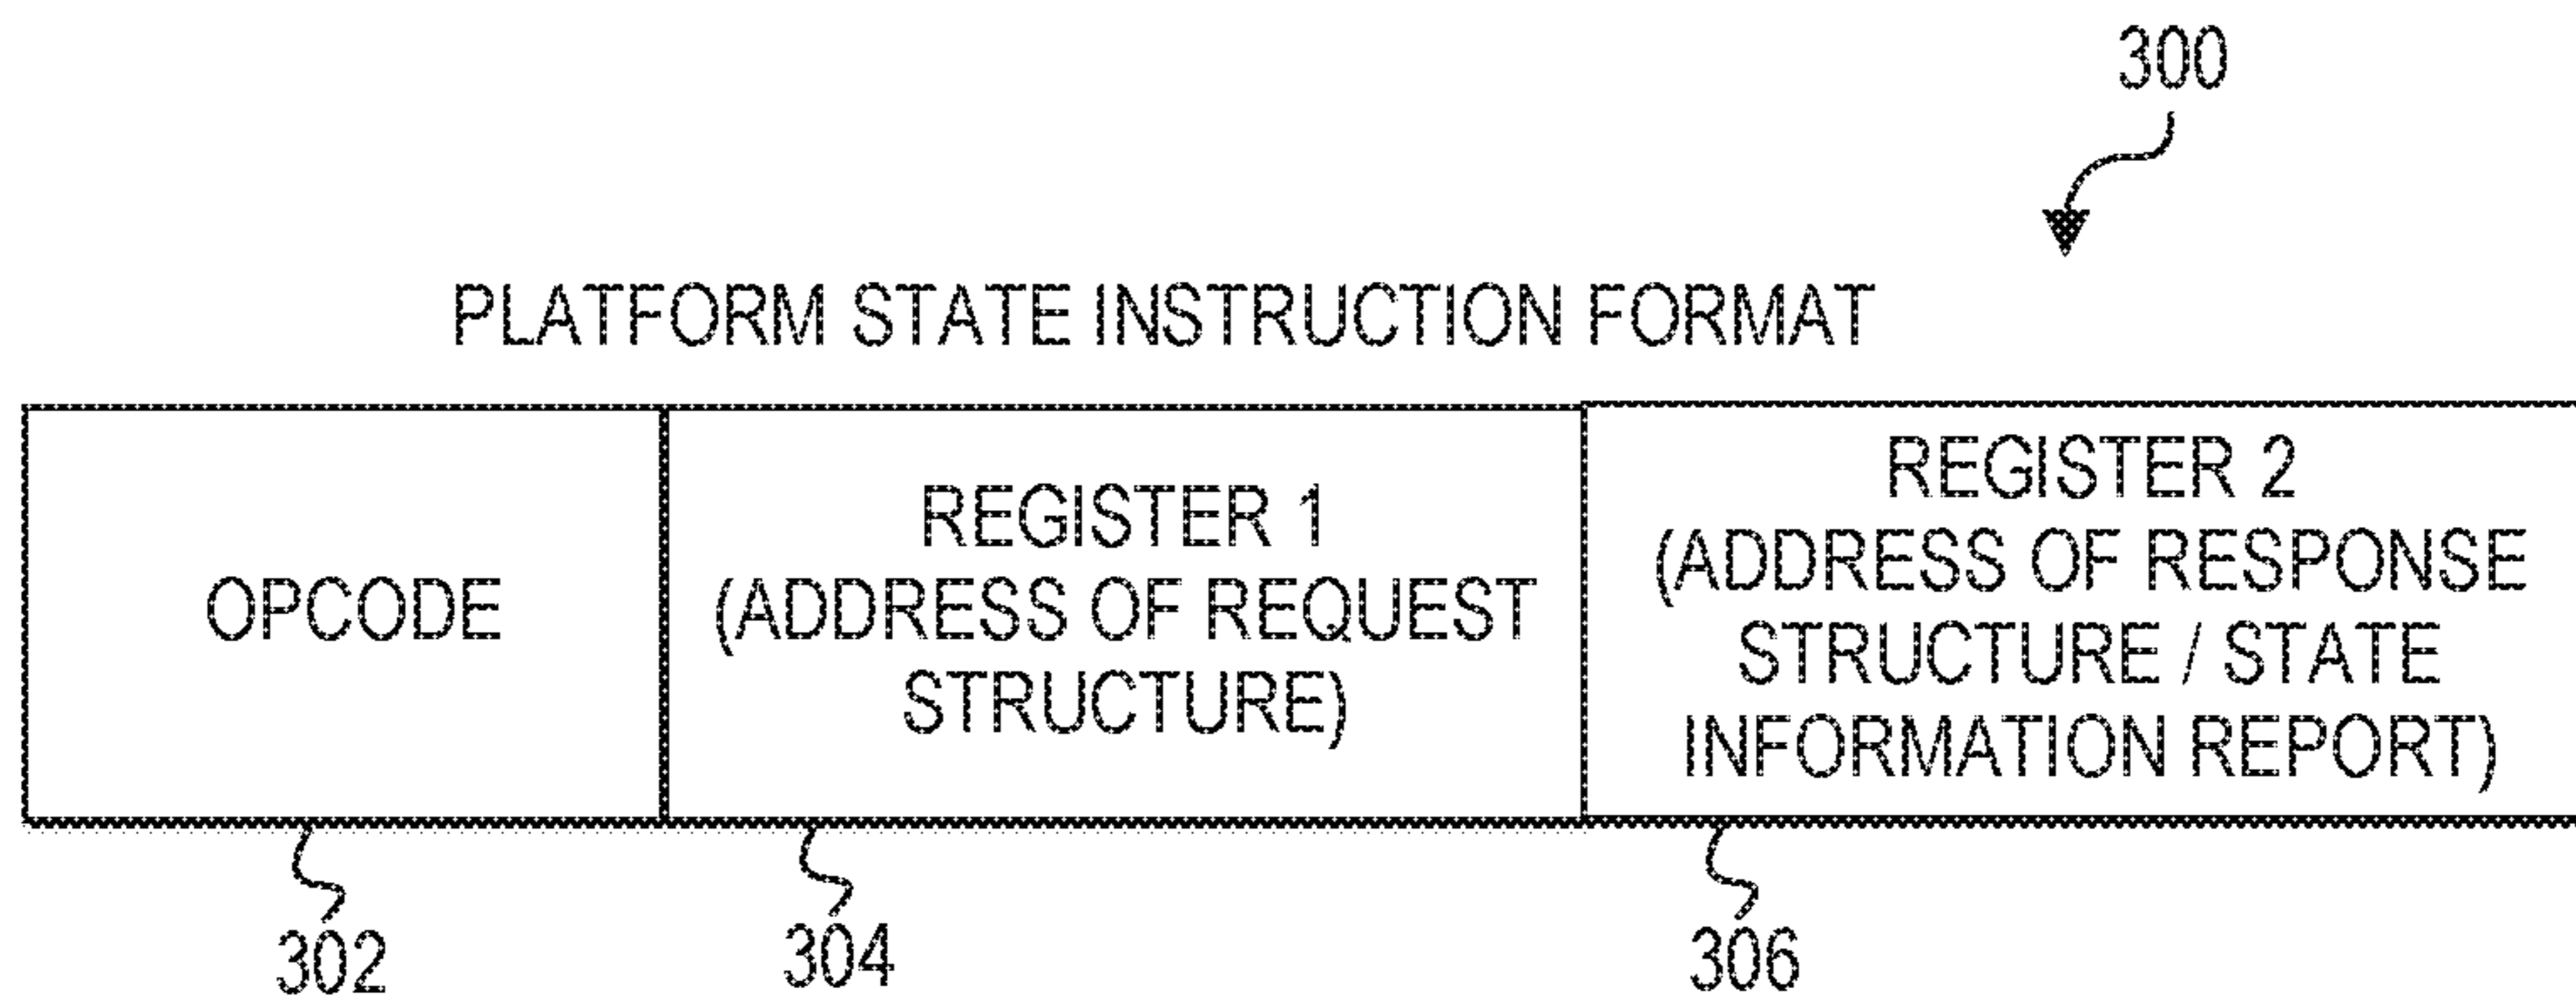 300
PLATFORM STATE INSTRUCTION FORMAT
OPCODE
REGISTER 1
(ADDRESS OF REQUEST
STRUCTURE)
REGISTER 2
(ADDRESS OF RESPONSE
STRUCTURE / STATE
INFORMATION REPORT)
302
304
306